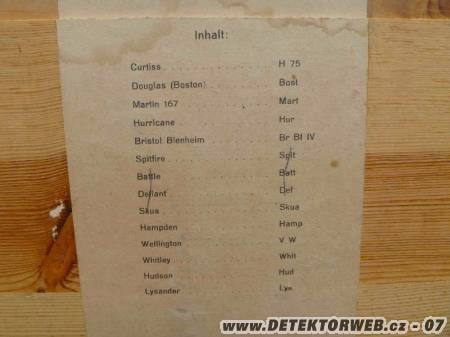 Inhalt:
Curtiss H 75
Douglas (Boston) Bost
Martin 167 Mart
Hurricane Hur
Bristol Blenheim Br Bl IV
Spitfire Spit
Battle Batt
Defiant Def
Skua Skua
Hampden Hamp
Wellington V W
Whitley Whit
Hudson Hud
Lysander Lys
www.DETEKTORWEB.cz - 07